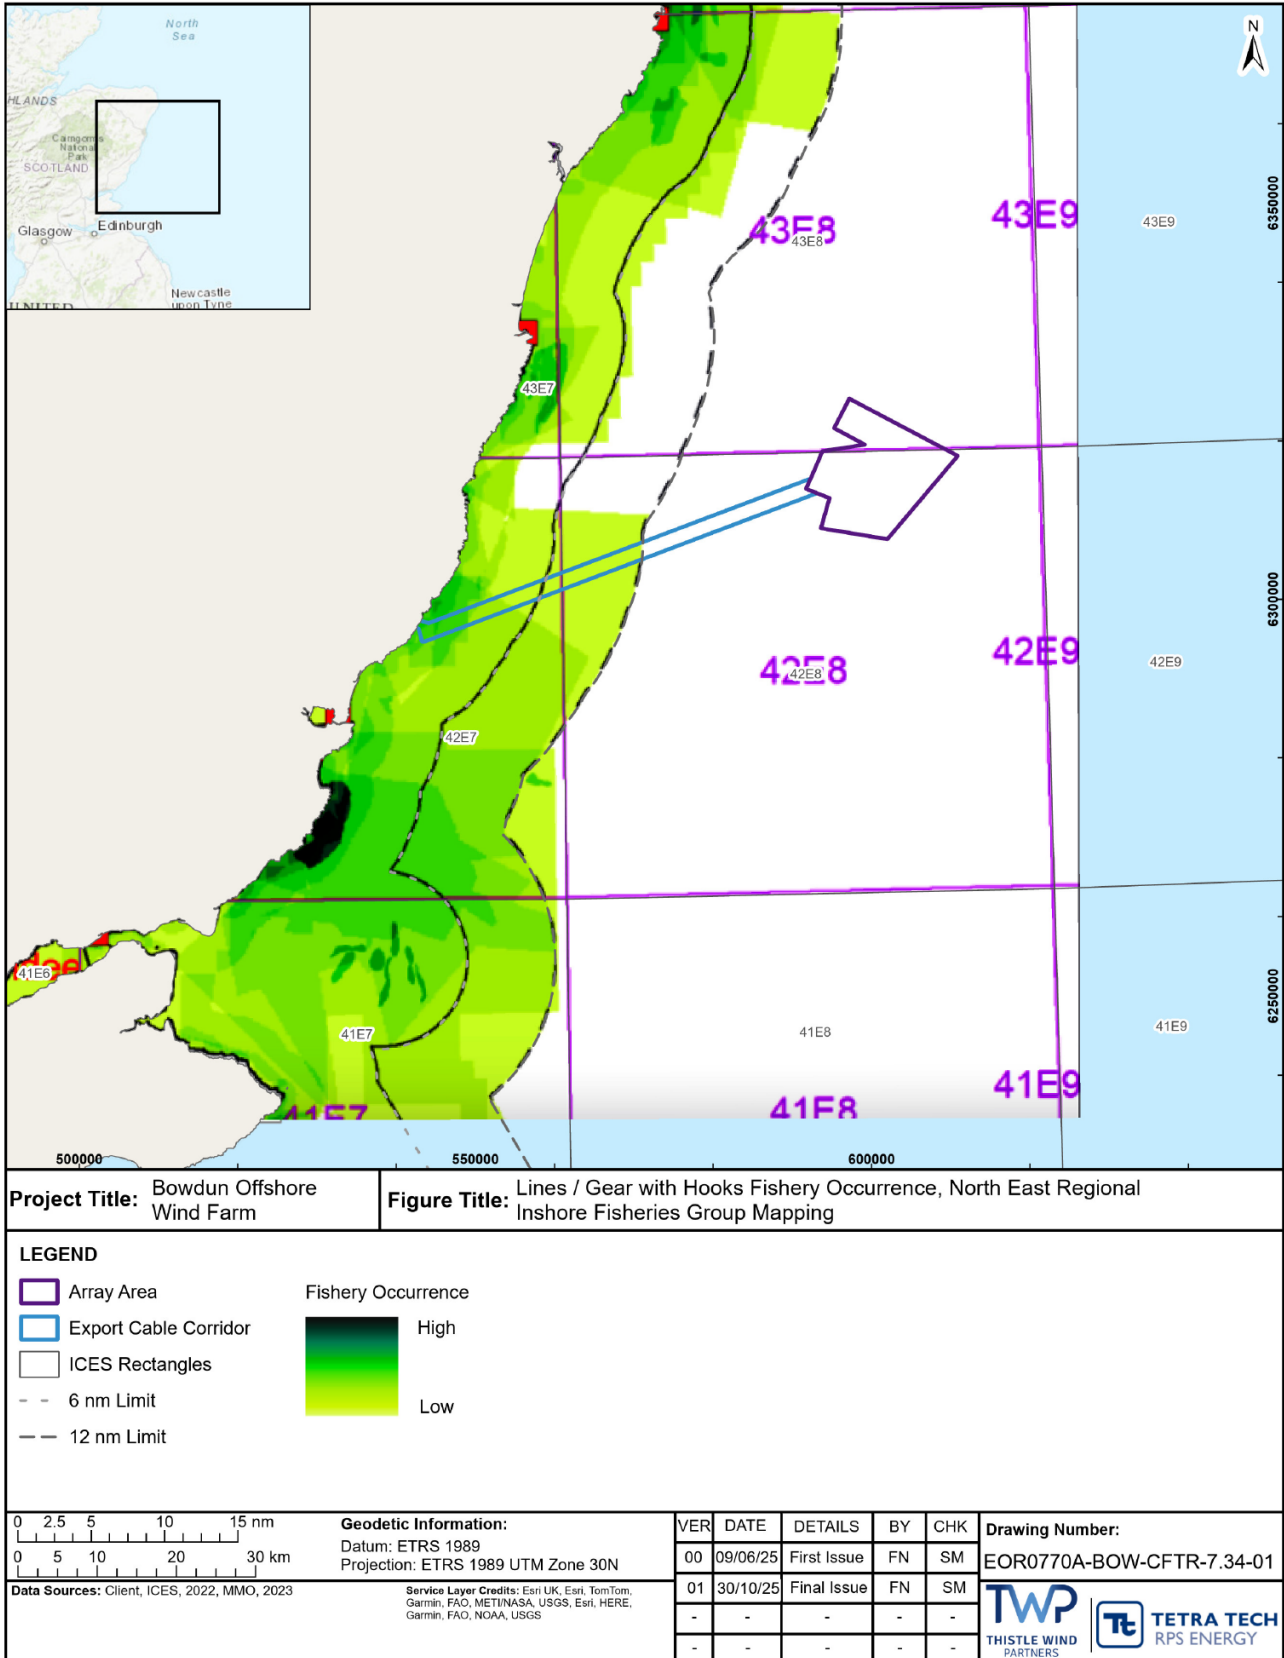 North
Sea
HLANDS
Cairngorms
National
Park
SCOTLAND
Glasgow
Edinburgh
Newcastle
upon Tyne
UNITED
N
43E8
43E8
43E9
43E9
43E7
42E8
42E8
42E9
42E9
42E7
41E6
dee
41E7
41E7
41E8
41E8
41E9
41E9
6350000
6300000
6250000
500000
550000
600000
Project Title: Bowdun Offshore
Wind Farm
Figure Title: Lines / Gear with Hooks Fishery Occurrence, North East Regional
Inshore Fisheries Group Mapping
LEGEND
Array Area
Export Cable Corridor
ICES Rectangles
6 nm Limit
12 nm Limit
Fishery Occurrence
High
Low
0 2.5 5 10 15 nm
0 5 10 20 30 km
Geodetic Information:
Datum: ETRS 1989
Projection: ETRS 1989 UTM Zone 30N
Data Sources: Client, ICES, 2022, MMO, 2023
Service Layer Credits: Esri UK, Esri, TomTom,
Garmin, FAO, METI/NASA, USGS, Esri, HERE,
Garmin, FAO, NOAA, USGS
VER DATE DETAILS BY CHK
00 09/06/25 First Issue FN SM
01 30/10/25 Final Issue FN SM
- - - - -
- - - - -
Drawing Number:
EOR0770A-BOW-CFTR-7.34-01
TWP
THISTLE WIND
PARTNERS
Tt
TETRA TECH
RPS ENERGY